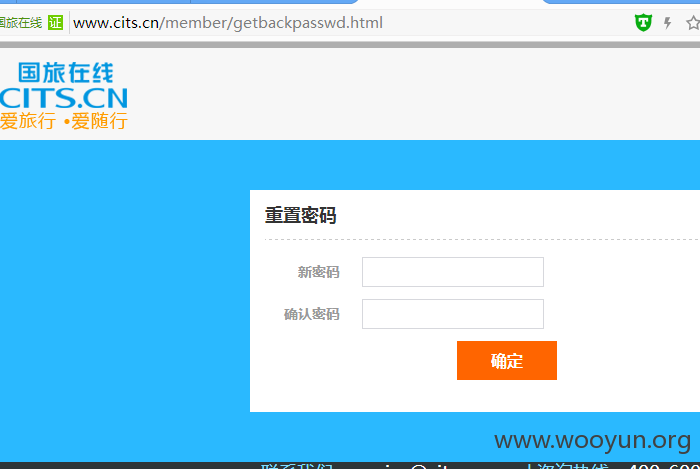 国旅在线 证 www.cits.cn/member/getbackpasswd.html
国旅在线
CITS.CN
爱旅行 •爱随行
重置密码
新密码
确认密码
确定
www.wooyun.org